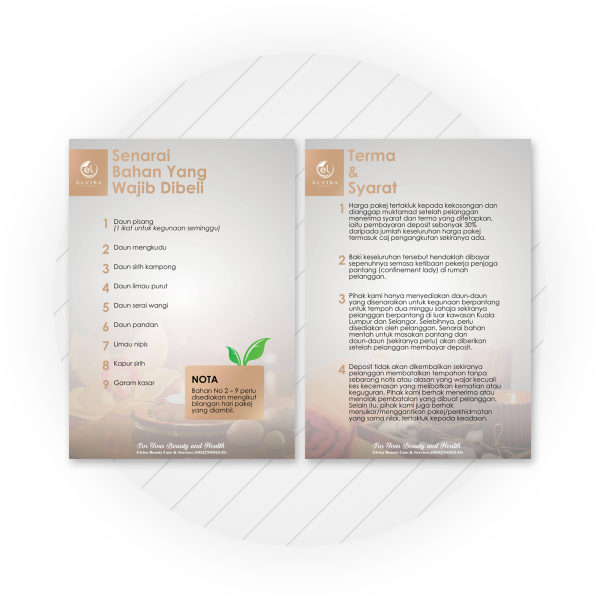 eL
ELVIRA
Senarai
Bahan Yang
Wajib Dibeli
1 Daun pisang
(1 ikat untuk kegunaan seminggu)
2 Daun mengkudu
3 Daun sirih kampong
4 Daun limau purut
5 Daun serai wangi
6 Daun pandan
7 Limau nipis
8 Kapur sirih
9 Garam kasar
NOTA
Bahan No 2 – 9 perlu
disediakan mengikut
bilangan hari pakej
yang diambil.
For Your Beauty and Health
Elvira Beauty Care & Services
eL
ELVIRA
Terma
&
Syarat
1 Harga pakej tertakluk kepada kekosongan dan
dianggap muktamad setelah pelanggan
menerima syarat dan terma yang ditetapkan,
iaitu pembayaran deposit sebanyak 30%
daripada jumlah keseluruhan harga pakej
termasuk caj pengangkutan sekiranya ada.
2 Baki keseluruhan tersebut hendaklah dibayar
sepenuhnya semasa ketibaan pekerja penjaga
pantang (confinement lady) di rumah
pelanggan.
3 Pihak kami hanya menyediakan daun-daun
yang disenaraikan untuk kegunaan berpantang
untuk tempoh dua minggu sahaja sekiranya
pelanggan berpantang di luar kawasan Kuala
Lumpur dan Selangor. Selebihnya, perlu
disediakan oleh pelanggan. Senarai bahan
mentah untuk masakan pantang dan
daun-daun (sekiranya perlu) akan diberikan
setelah pelanggan membayar deposit.
4 Deposit tidak akan dikembalikan sekiranya
pelanggan membatalkan tempahan tanpa
sebarang notis atau alasan yang wajar kecuali
kes kecemasan yang melibatkan kematian atau
keguguran. Pihak kami berhak menerima atau
menolak pembatalan yang dibuat pelanggan.
Selain itu, pihak kami juga berhak
menukar/menggantikan pakej/perkhidmatan
yang sama nilai, tertakluk kepada keadaan.
For Your Beauty and Health
Elvira Beauty Care & Services